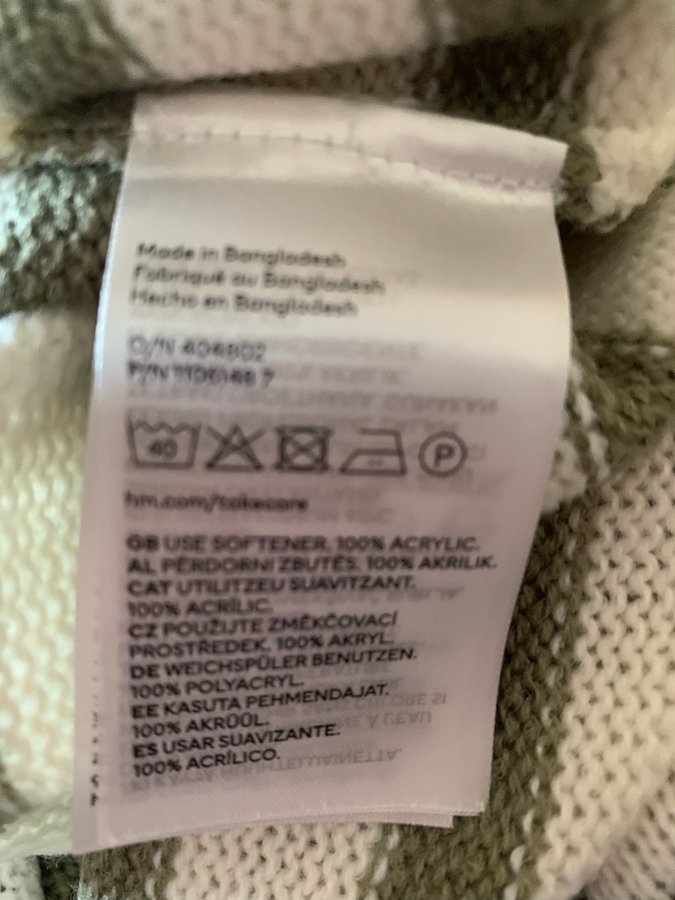 Made in Bangladesh
Fabriqué au Bangladesh
Hecho en Bangladesh
O/N 404802
40
P
hm.com/takecare
GB USE SOFTENER. 100% ACRYLIC.
AL PËRDORNI ZBUTËS. 100% AKRILIK.
CAT UTILITZEU SUAVITZANT.
100% ACRÍLIC.
CZ POUŽIJTE ZMĚKČOVACÍ
PROSTŘEDEK. 100% AKRYL.
DE WEICHSPÜLER BENUTZEN.
100% POLYACRYL.
EE KASUTA PEHMENDAJAT.
100% AKRÜÜL.
ES USAR SUAVIZANTE.
100% ACRÍLICO.